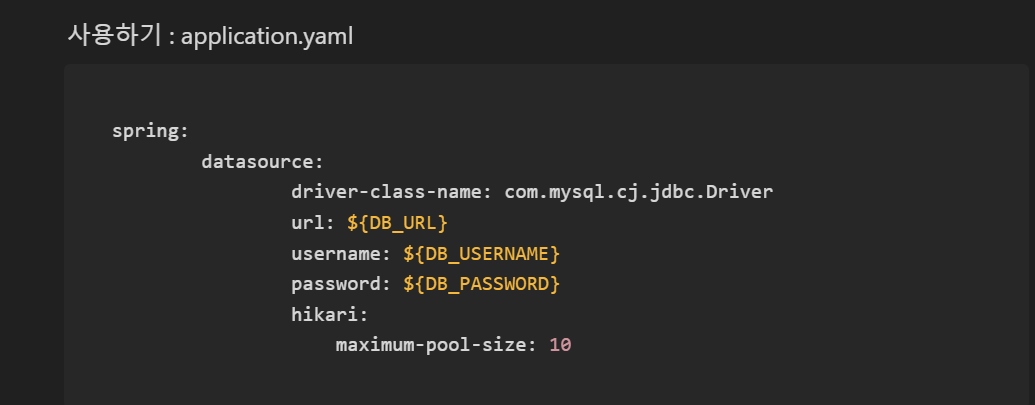 사용하기 : application.yaml
spring:
datasource:
driver-class-name: com.mysql.cj.jdbc.Driver
url: ${DB_URL}
username: ${DB_USERNAME}
password: ${DB_PASSWORD}
hikari:
maximum-pool-size: 10